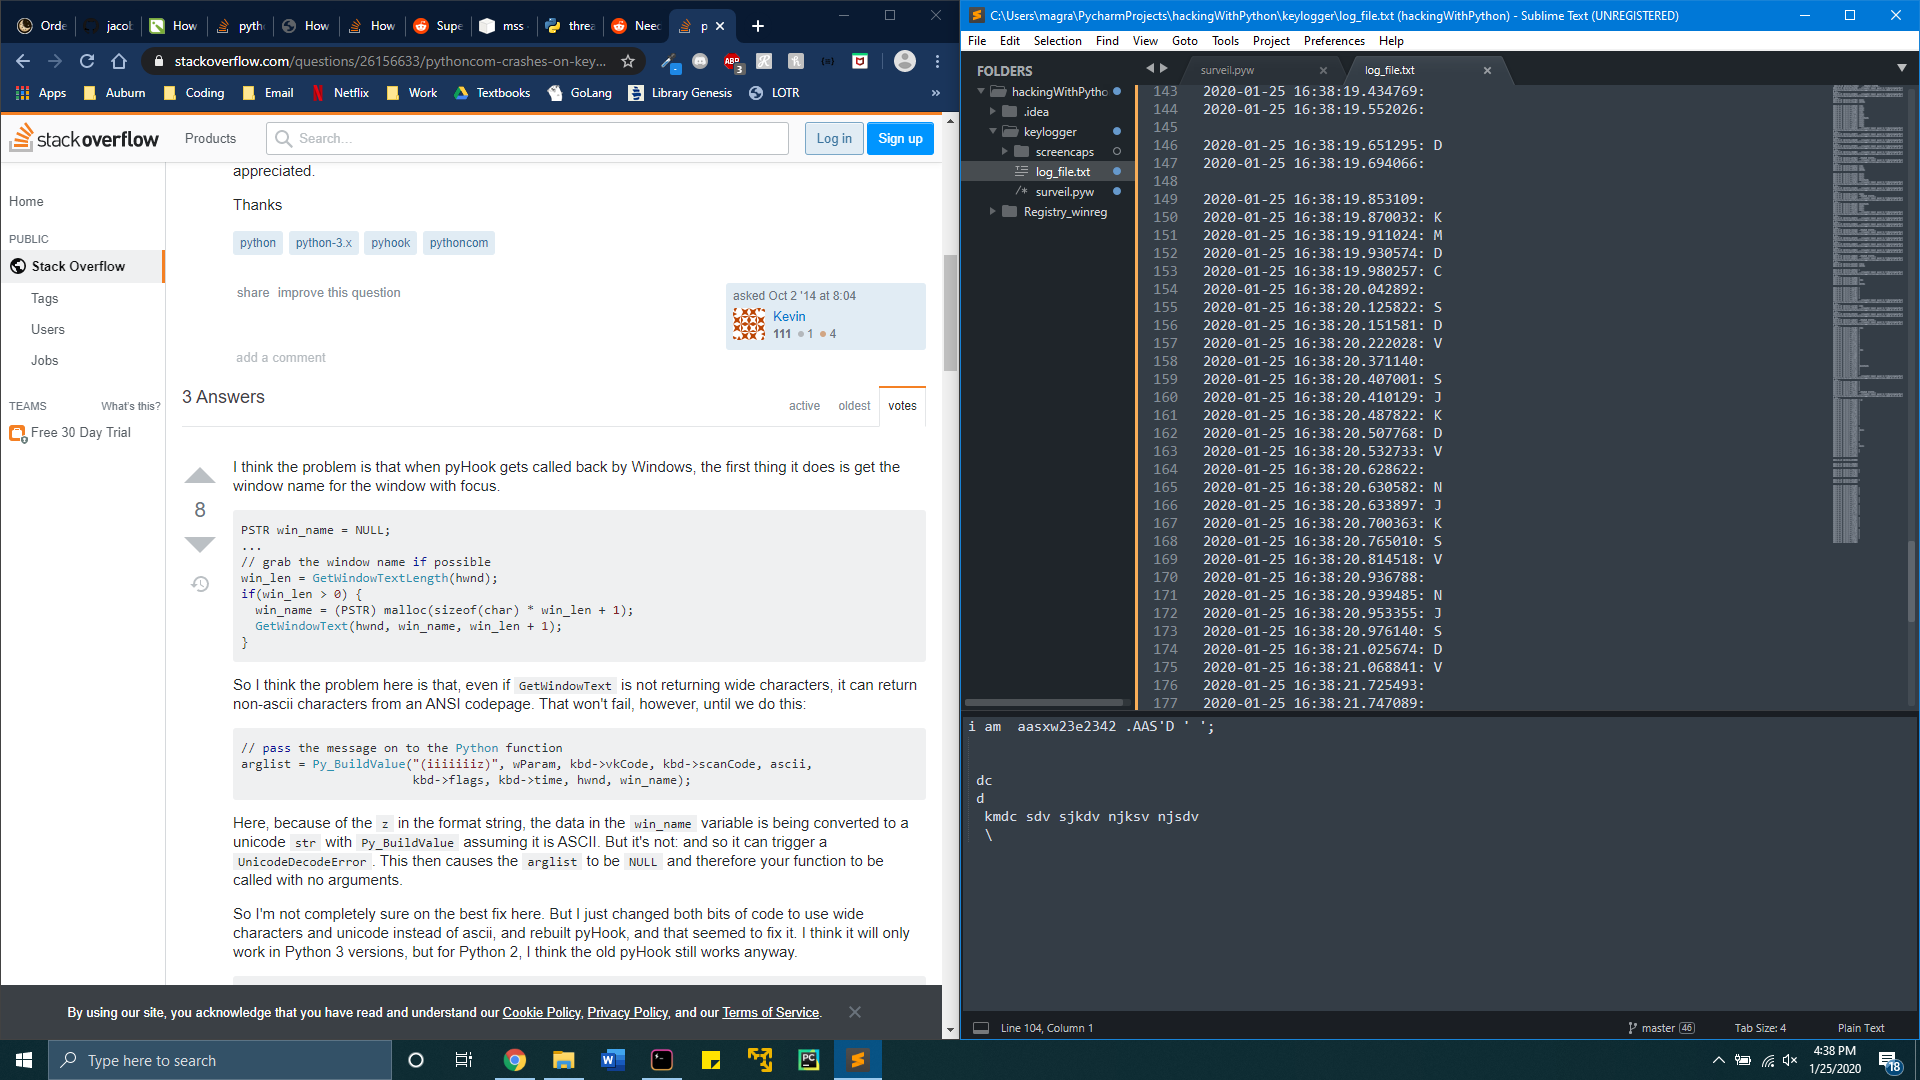 Orde
jacob
How
pytho
How
How
Supe
mss
threa
Need
p
stackoverflow.com/questions/26156633/pythoncom-crashes-on-key...
Apps
Auburn
Coding
Email
Netflix
Work
Textbooks
GoLang
Library Genesis
LOTR
»
stackoverflow
Products
Search...
Log in
Sign up
Home
PUBLIC
Stack Overflow
Tags
Users
Jobs
TEAMS
What's this?
Free 30 Day Trial
appreciated.
Thanks
python python-3.x pyhook pythoncom
share improve this question
asked Oct 2 '14 at 8:04
Kevin
111 ● 1 ● 4
add a comment
3 Answers
active oldest votes
8
I think the problem is that when pyHook gets called back by Windows, the first thing it does is get the
window name for the window with focus.
PSTR win_name = NULL;
...
// grab the window name if possible
win_len = GetWindowTextLength(hwnd);
if(win_len > 0) {
win_name = (PSTR) malloc(sizeof(char) * win_len + 1);
GetWindowText(hwnd, win_name, win_len + 1);
}
So I think the problem here is that, even if GetWindowText is not returning wide characters, it can return
non-ascii characters from an ANSI codepage. That won't fail, however, until we do this:
// pass the message on to the Python function
arglist = Py_BuildValue("(iiiiiiiz)", wParam, kbd->vkCode, kbd->scanCode, ascii,
kbd->flags, kbd->time, hwnd, win_name);
Here, because of the z in the format string, the data in the win_name variable is being converted to a
unicode str with Py_BuildValue assuming it is ASCII. But it's not: and so it can trigger a
UnicodeDecodeError . This then causes the arglist to be NULL and therefore your function to be
called with no arguments.
So I'm not completely sure on the best fix here. But I just changed both bits of code to use wide
characters and unicode instead of ascii, and rebuilt pyHook, and that seemed to fix it. I think it will only
work in Python 3 versions, but for Python 2, I think the old pyHook still works anyway.
By using our site, you acknowledge that you have read and understand our Cookie Policy, Privacy Policy, and our Terms of Service.
C:\Users\magra\PycharmProjects\hackingWithPython\keylogger\log_file.txt (hackingWithPython) - Sublime Text (UNREGISTERED)
File Edit Selection Find View Goto Tools Project Preferences Help
FOLDERS
hackingWithPytho
.idea
keylogger
screencaps
log_file.txt
surveil.pyw
Registry_winreg
surveil.pyw
log_file.txt
143 2020-01-25 16:38:19.434769:
144 2020-01-25 16:38:19.552026:
145
146 2020-01-25 16:38:19.651295: D
147 2020-01-25 16:38:19.694066:
148
149 2020-01-25 16:38:19.853109:
150 2020-01-25 16:38:19.870032: K
151 2020-01-25 16:38:19.911024: M
152 2020-01-25 16:38:19.930574: D
153 2020-01-25 16:38:19.980257: C
154 2020-01-25 16:38:20.042892:
155 2020-01-25 16:38:20.125822: S
156 2020-01-25 16:38:20.151581: D
157 2020-01-25 16:38:20.222028: V
158 2020-01-25 16:38:20.371140:
159 2020-01-25 16:38:20.407001: S
160 2020-01-25 16:38:20.410129: J
161 2020-01-25 16:38:20.487822: K
162 2020-01-25 16:38:20.507768: D
163 2020-01-25 16:38:20.532733: V
164 2020-01-25 16:38:20.628622:
165 2020-01-25 16:38:20.630582: N
166 2020-01-25 16:38:20.633897: J
167 2020-01-25 16:38:20.700363: K
168 2020-01-25 16:38:20.765010: S
169 2020-01-25 16:38:20.814518: V
170 2020-01-25 16:38:20.936788:
171 2020-01-25 16:38:20.939485: N
172 2020-01-25 16:38:20.953355: J
173 2020-01-25 16:38:20.976140: S
174 2020-01-25 16:38:21.025674: D
175 2020-01-25 16:38:21.068841: V
176 2020-01-25 16:38:21.725493:
177 2020-01-25 16:38:21.747089:
i am  aasxw23e2342 .AAS'D ' ';
dc
d
kmdc sdv sjkdv njksv njsdv
\
Line 104, Column 1
master 46
Tab Size: 4
Plain Text
Type here to search
4:38 PM
1/25/2020
18